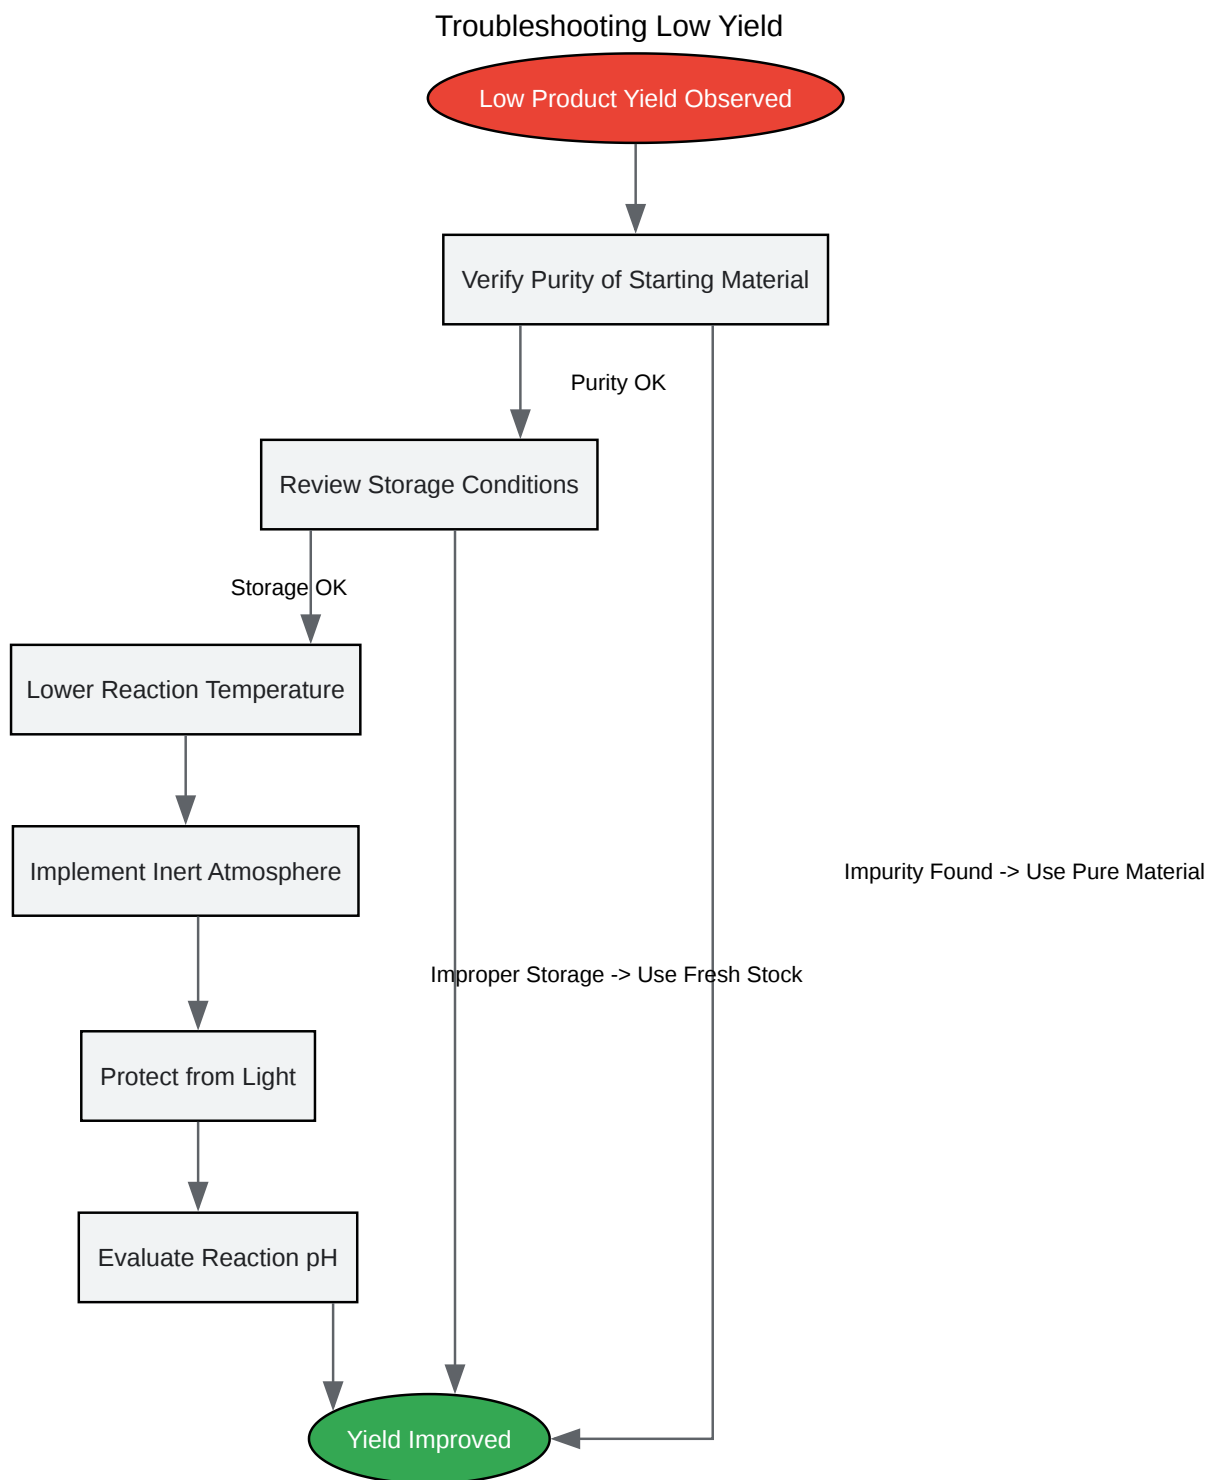 Troubleshooting Low Yield
Low Product Yield Observed
Verify Purity of Starting Material
Purity OK
Review Storage Conditions
Storage OK
Lower Reaction Temperature
Implement Inert Atmosphere
Impurity Found -> Use Pure Material
Improper Storage -> Use Fresh Stock
Protect from Light
Evaluate Reaction pH
Yield Improved